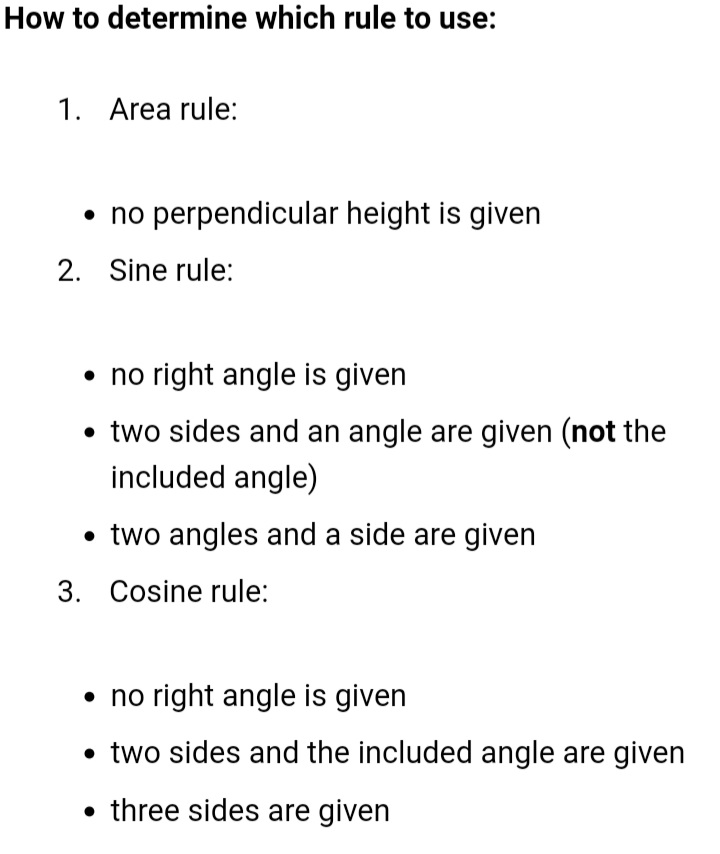 How to determine which rule to use:
1. Area rule:
• no perpendicular height is given
2. Sine rule:
• no right angle is given
• two sides and an angle are given (not the
included angle)
• two angles and a side are given
3. Cosine rule:
• no right angle is given
• two sides and the included angle are given
• three sides are given